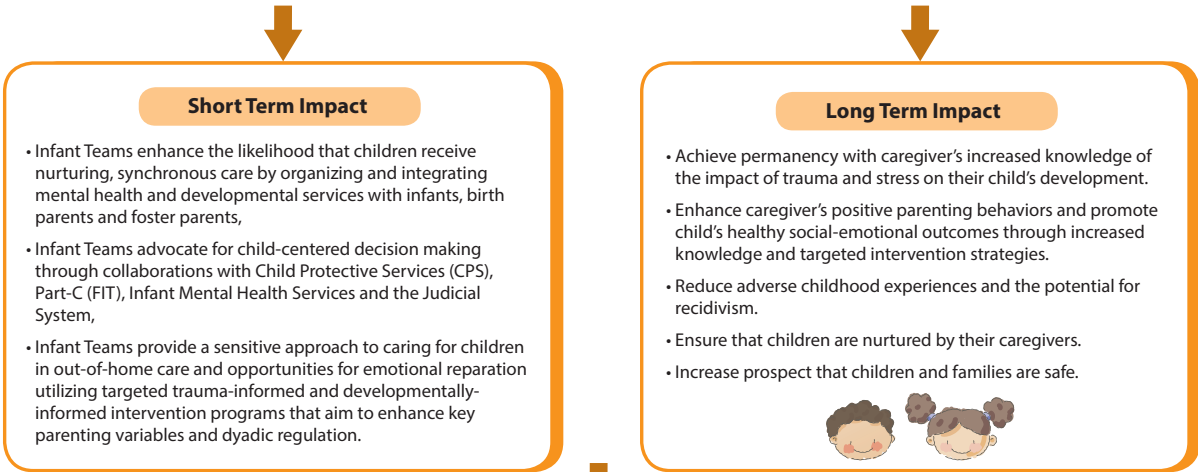 Short Term Impact
• Infant Teams enhance the likelihood that children receive
nurturing, synchronous care by organizing and integrating
mental health and developmental services with infants, birth
parents and foster parents,
• Infant Teams advocate for child-centered decision making
through collaborations with Child Protective Services (CPS),
Part-C (FIT), Infant Mental Health Services and the Judicial
System,
• Infant Teams provide a sensitive approach to caring for children
in out-of-home care and opportunities for emotional reparation
utilizing targeted trauma-informed and developmentally-
informed intervention programs that aim to enhance key
parenting variables and dyadic regulation.
Long Term Impact
• Achieve permanency with caregiver’s increased knowledge of
the impact of trauma and stress on their child’s development.
• Enhance caregiver’s positive parenting behaviors and promote
child’s healthy social-emotional outcomes through increased
knowledge and targeted intervention strategies.
• Reduce adverse childhood experiences and the potential for
recidivism.
• Ensure that children are nurtured by their caregivers.
• Increase prospect that children and families are safe.